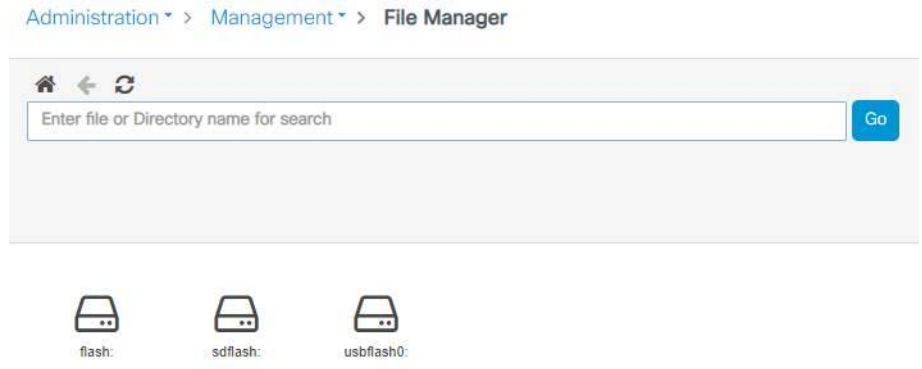 Administration > Management > File Manager
Enter file or Directory name for search
Go
flash: sdflash: usbflash0: